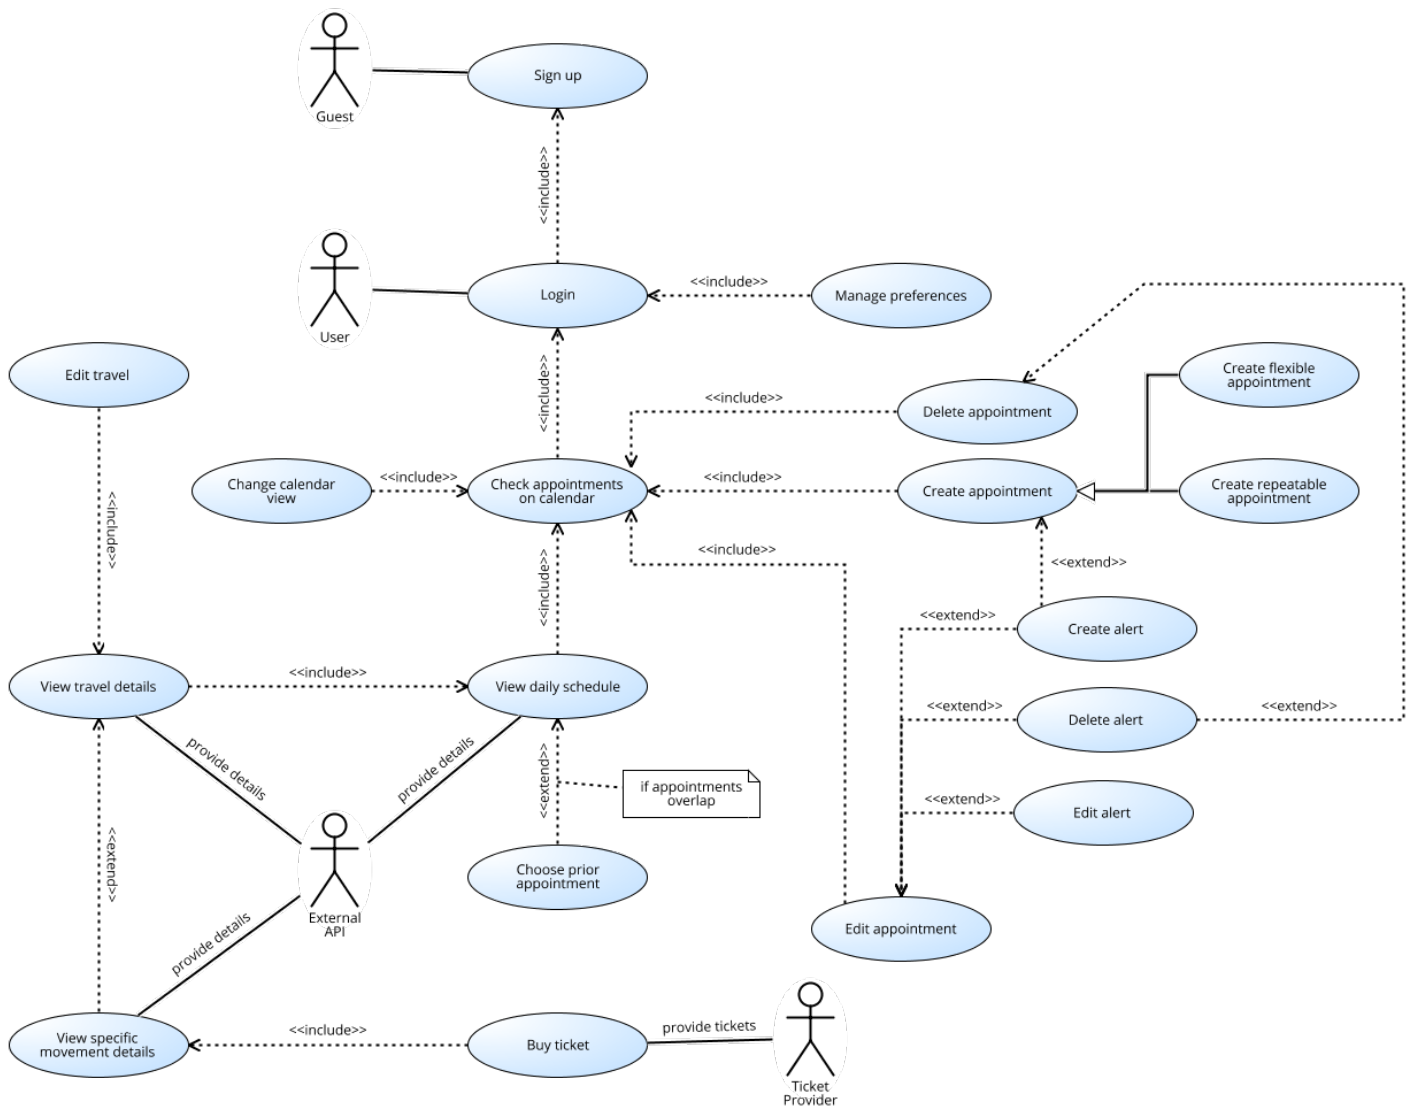 Sign up
Guest
<<include>>
Login
<<include>>
Manage preferences
User
Edit travel
<<include>>
Create flexible
appointment
Delete appointment
<<include>>
Change calendar
view
<<include>>
Check appointments
on calendar
<<include>>
Create appointment
Create repeatable
appointment
<<include>>
<<include>>
<<include>>
<<extend>>
Create alert
<<extend>>
View travel details
<<include>>
View daily schedule
<<extend>>
Delete alert
<<extend>>
provide details
provide details
<<extend>>
if appointments
overlap
<<extend>>
Edit alert
<<extend>>
Choose prior
appointment
External
API
provide details
Edit appointment
View specific
movement details
<<include>>
Buy ticket
provide tickets
Ticket
Provider